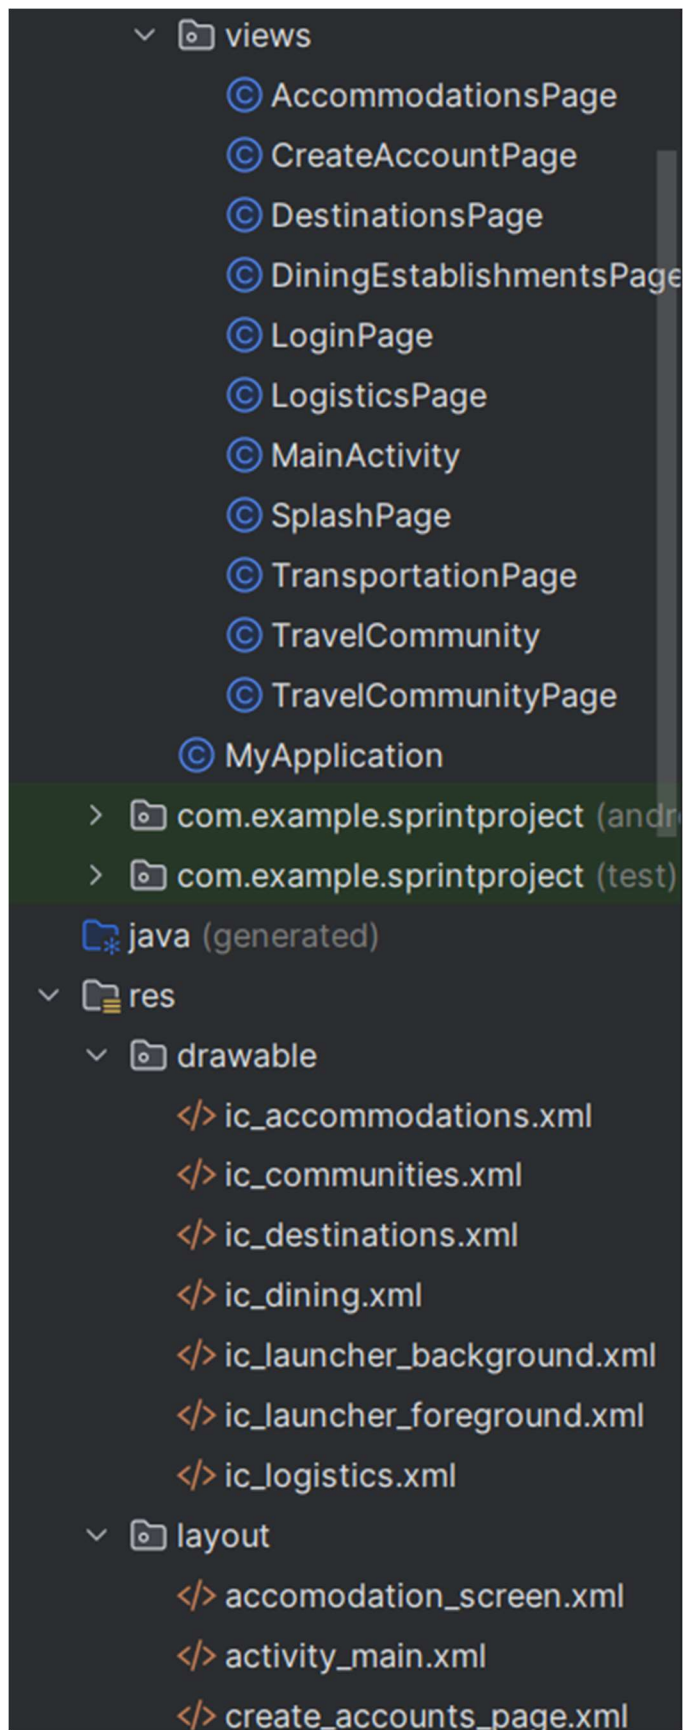 views
AccommodationsPage
CreateAccountPage
DestinationsPage
DiningEstablishmentsPage
LoginPage
LogisticsPage
MainActivity
SplashPage
TransportationPage
TravelCommunity
TravelCommunityPage
MyApplication
com.example.sprintproject (andr
com.example.sprintproject (test)
java (generated)
res
drawable
ic_accommodations.xml
ic_communities.xml
ic_destinations.xml
ic_dining.xml
ic_launcher_background.xml
ic_launcher_foreground.xml
ic_logistics.xml
layout
accomodation_screen.xml
activity_main.xml
create_accounts_page.xml